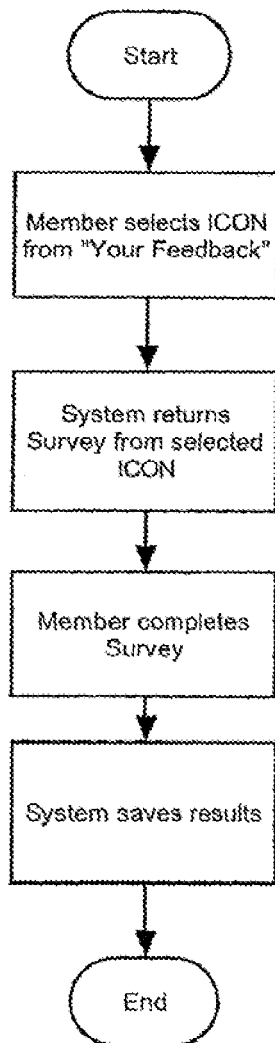 Start
Member selects ICON
from "Your Feedback"
System returns
Survey from selected
ICON
Member completes
Survey
System saves results
End